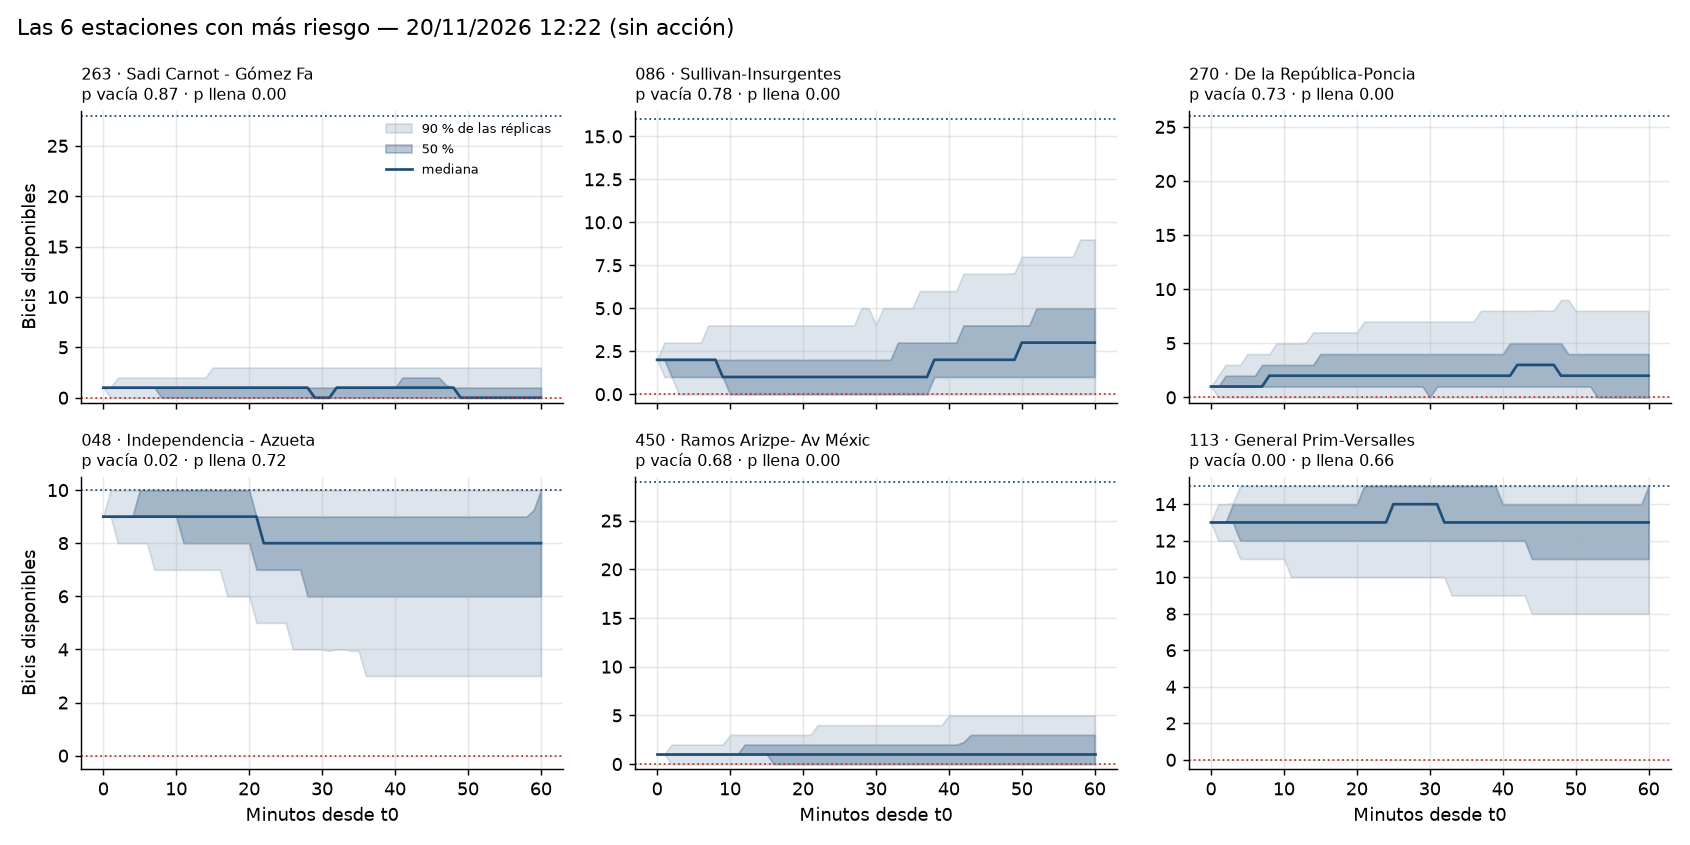 Las 6 estaciones con más riesgo — 20/11/2026 12:22 (sin acción)
263 · Sadi Carnot - Gómez Fa
p vacía 0.87 · p llena 0.00
90 % de las réplicas
50 %
mediana
Bicis disponibles
25
20
15
10
5
0
086 · Sullivan-Insurgentes
p vacía 0.78 · p llena 0.00
15.0
12.5
10.0
7.5
5.0
2.5
0.0
270 · De la República-Poncia
p vacía 0.73 · p llena 0.00
25
20
15
10
5
0
048 · Independencia - Azueta
p vacía 0.02 · p llena 0.72
Bicis disponibles
10
8
6
4
2
0
0 10 20 30 40 50 60
Minutos desde t0
450 · Ramos Arizpe- Av Méxic
p vacía 0.68 · p llena 0.00
25
20
15
10
5
0
0 10 20 30 40 50 60
Minutos desde t0
113 · General Prim-Versalles
p vacía 0.00 · p llena 0.66
14
12
10
8
6
4
2
0
0 10 20 30 40 50 60
Minutos desde t0